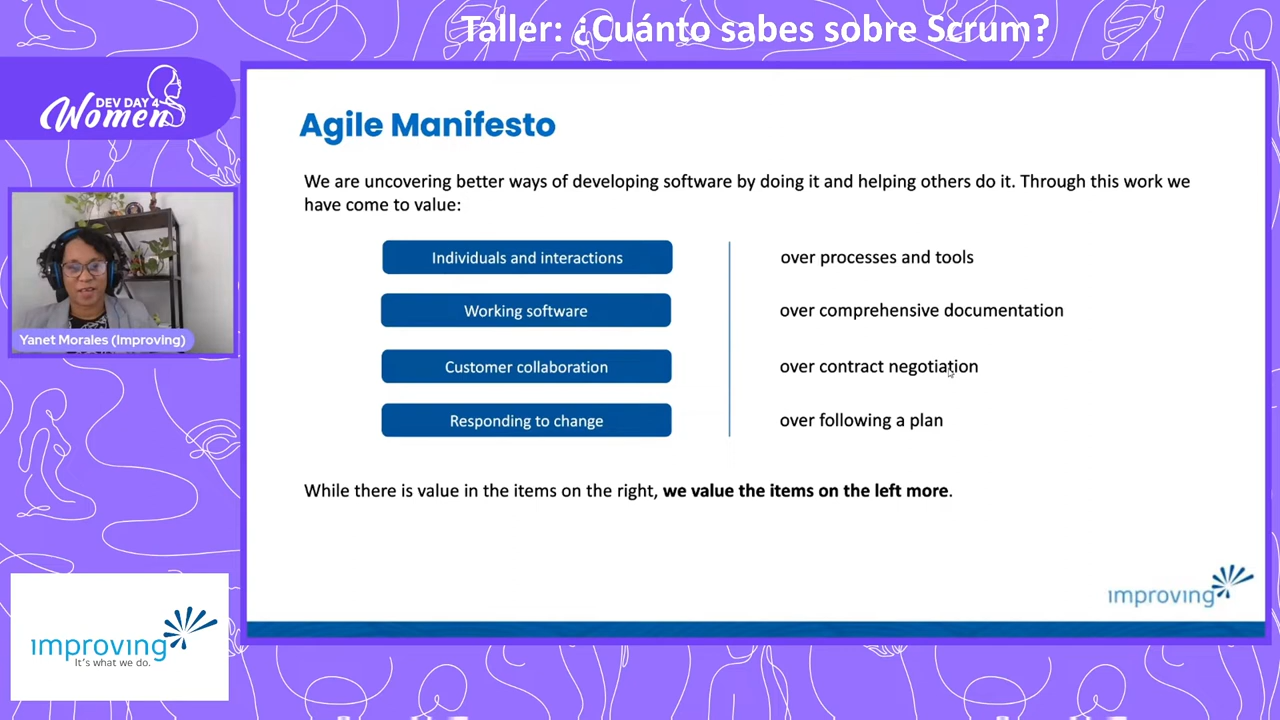 Taller: ¿Cuánto sabes sobre Scrum?
DEV DAY 4
Women
Yanet Morales (Improving)
improving
It's what we do.
Agile Manifesto
We are uncovering better ways of developing software by doing it and helping others do it. Through this work we
have come to value:
Individuals and interactions
over processes and tools
Working software
over comprehensive documentation
Customer collaboration
over contract negotiation
Responding to change
over following a plan
While there is value in the items on the right, we value the items on the left more.
improving